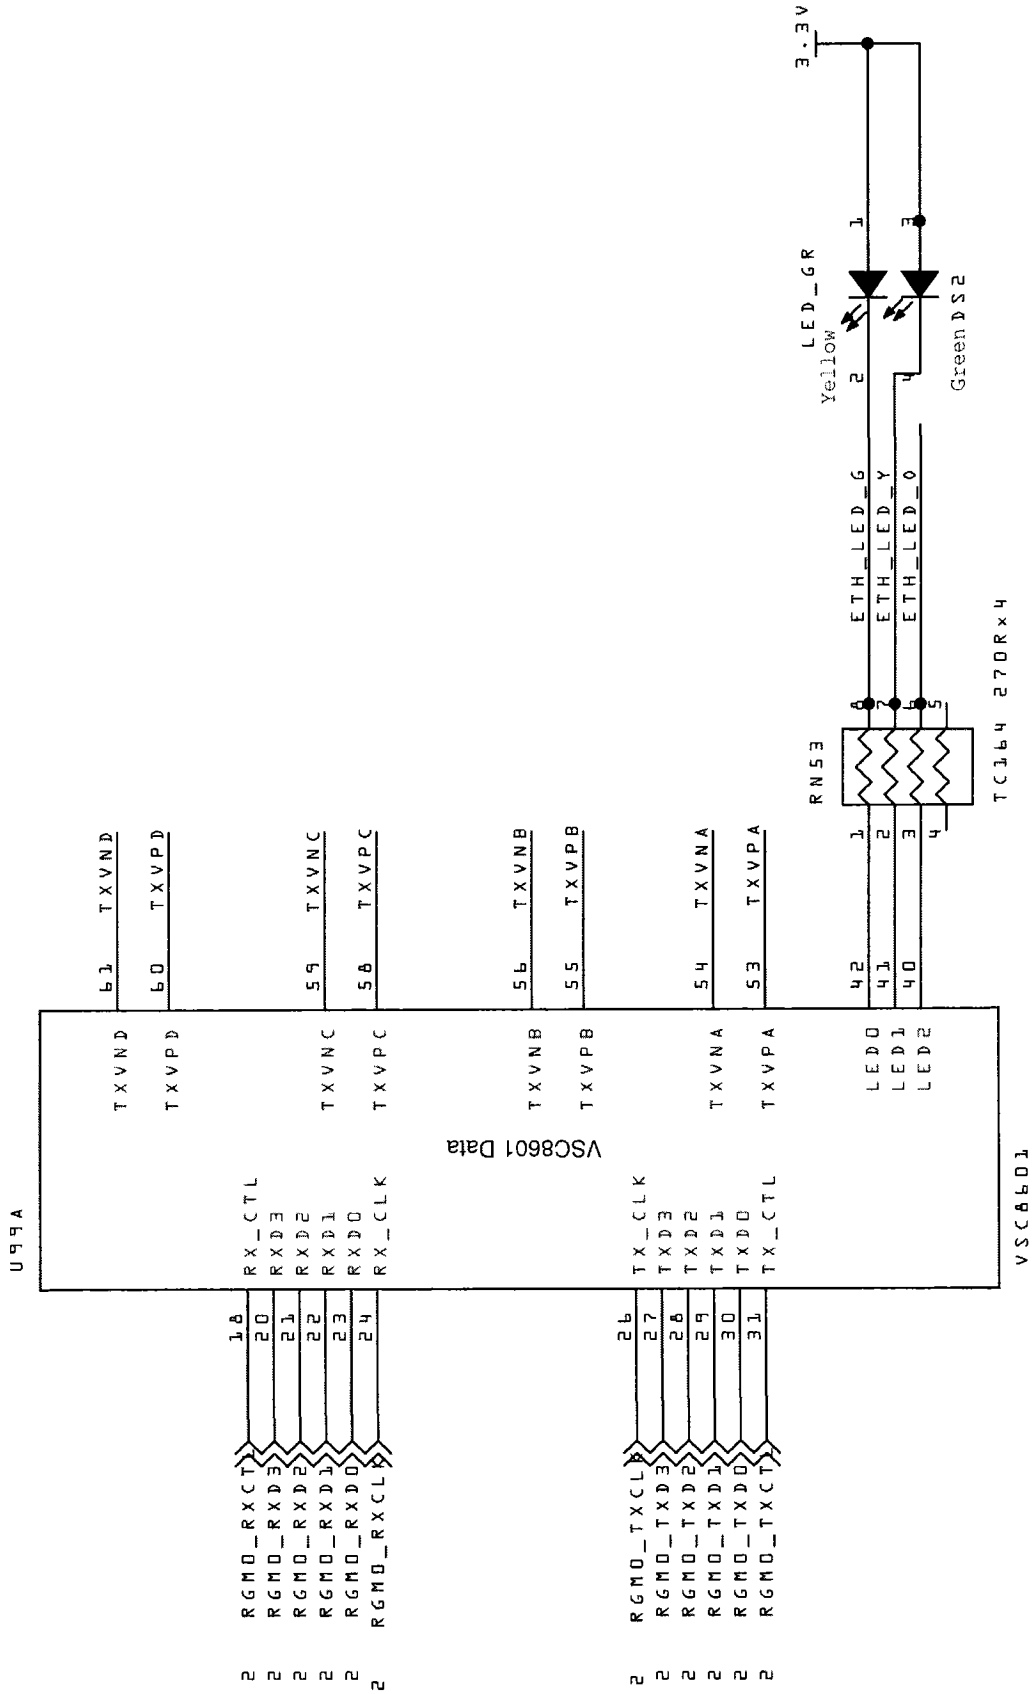 U99A
2 RGM0_RXCT 18 RX_CTL
2 RGM0_RXD3 20 RXD3
2 RGM0_RXD2 21 RXD2
2 RGM0_RXD1 22 RXD1
2 RGM0_RXD0 23 RXD0
2 RGM0_RXCLK 24 RX_CLK
2 RGM0_TXCLK 26 TX_CLK
2 RGM0_TXD3 27 TXD3
2 RGM0_TXD2 28 TXD2
2 RGM0_TXD1 29 TXD1
2 RGM0_TXD0 30 TXD0
2 RGM0_TXCT 31 TX_CTL
VSC8601 Data
TXVND 61 TXVND
TXVPD 60 TXVPD
TXVNC 59 TXVNC
TXVPC 58 TXVPC
TXVNB 56 TXVNB
TXVPB 55 TXVPB
TXVNA 54 TXVNA
TXVPA 53 TXVPA
LED0 42 1 8 ETH_LED_G 2 1
LED1 41 2 7 ETH_LED_Y 4 3
LED2 40 3 6 ETH_LED_O
4 5
VSC8601
RN53
TC164 270Rx4
Yellow LED_GR
Green DS2
3.3V